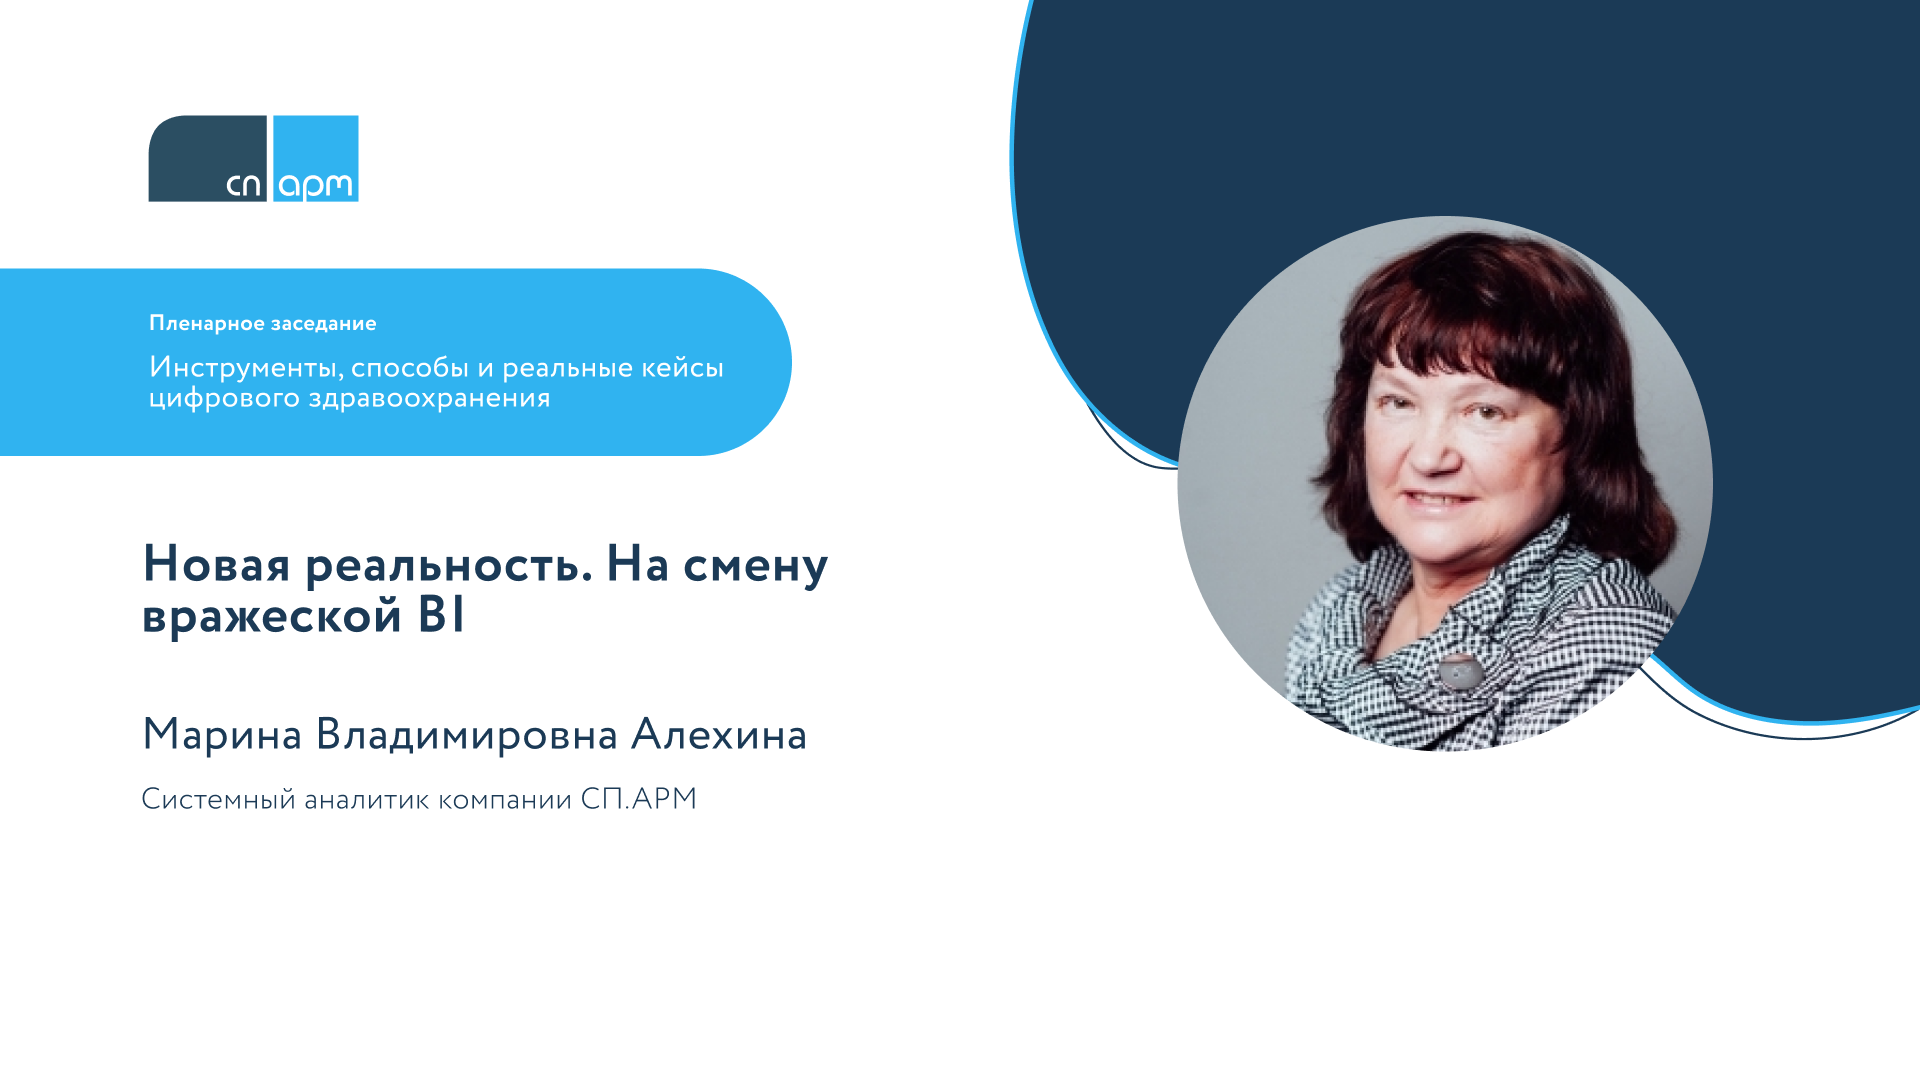 сп арм
Пленарное заседание
Инструменты, способы и реальные кейсы
цифрового здравоохранения
Новая реальность. На смену
вражеской BI
Марина Владимировна Алехина
Системный аналитик компании СП.АРМ